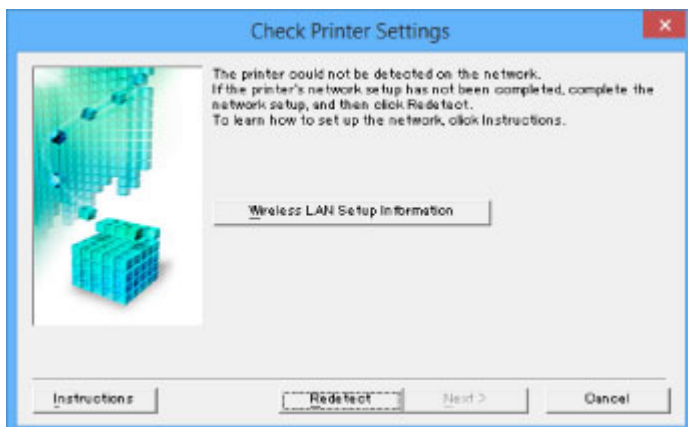 Check Printer Settings
The printer could not be detected on the network.
If the printer's network setup has not been completed, complete the
network setup, and then click Redetect.
To learn how to set up the network, click Instructions.
Wireless LAN Setup Information
Instructions
Redetect
Next >
Cancel